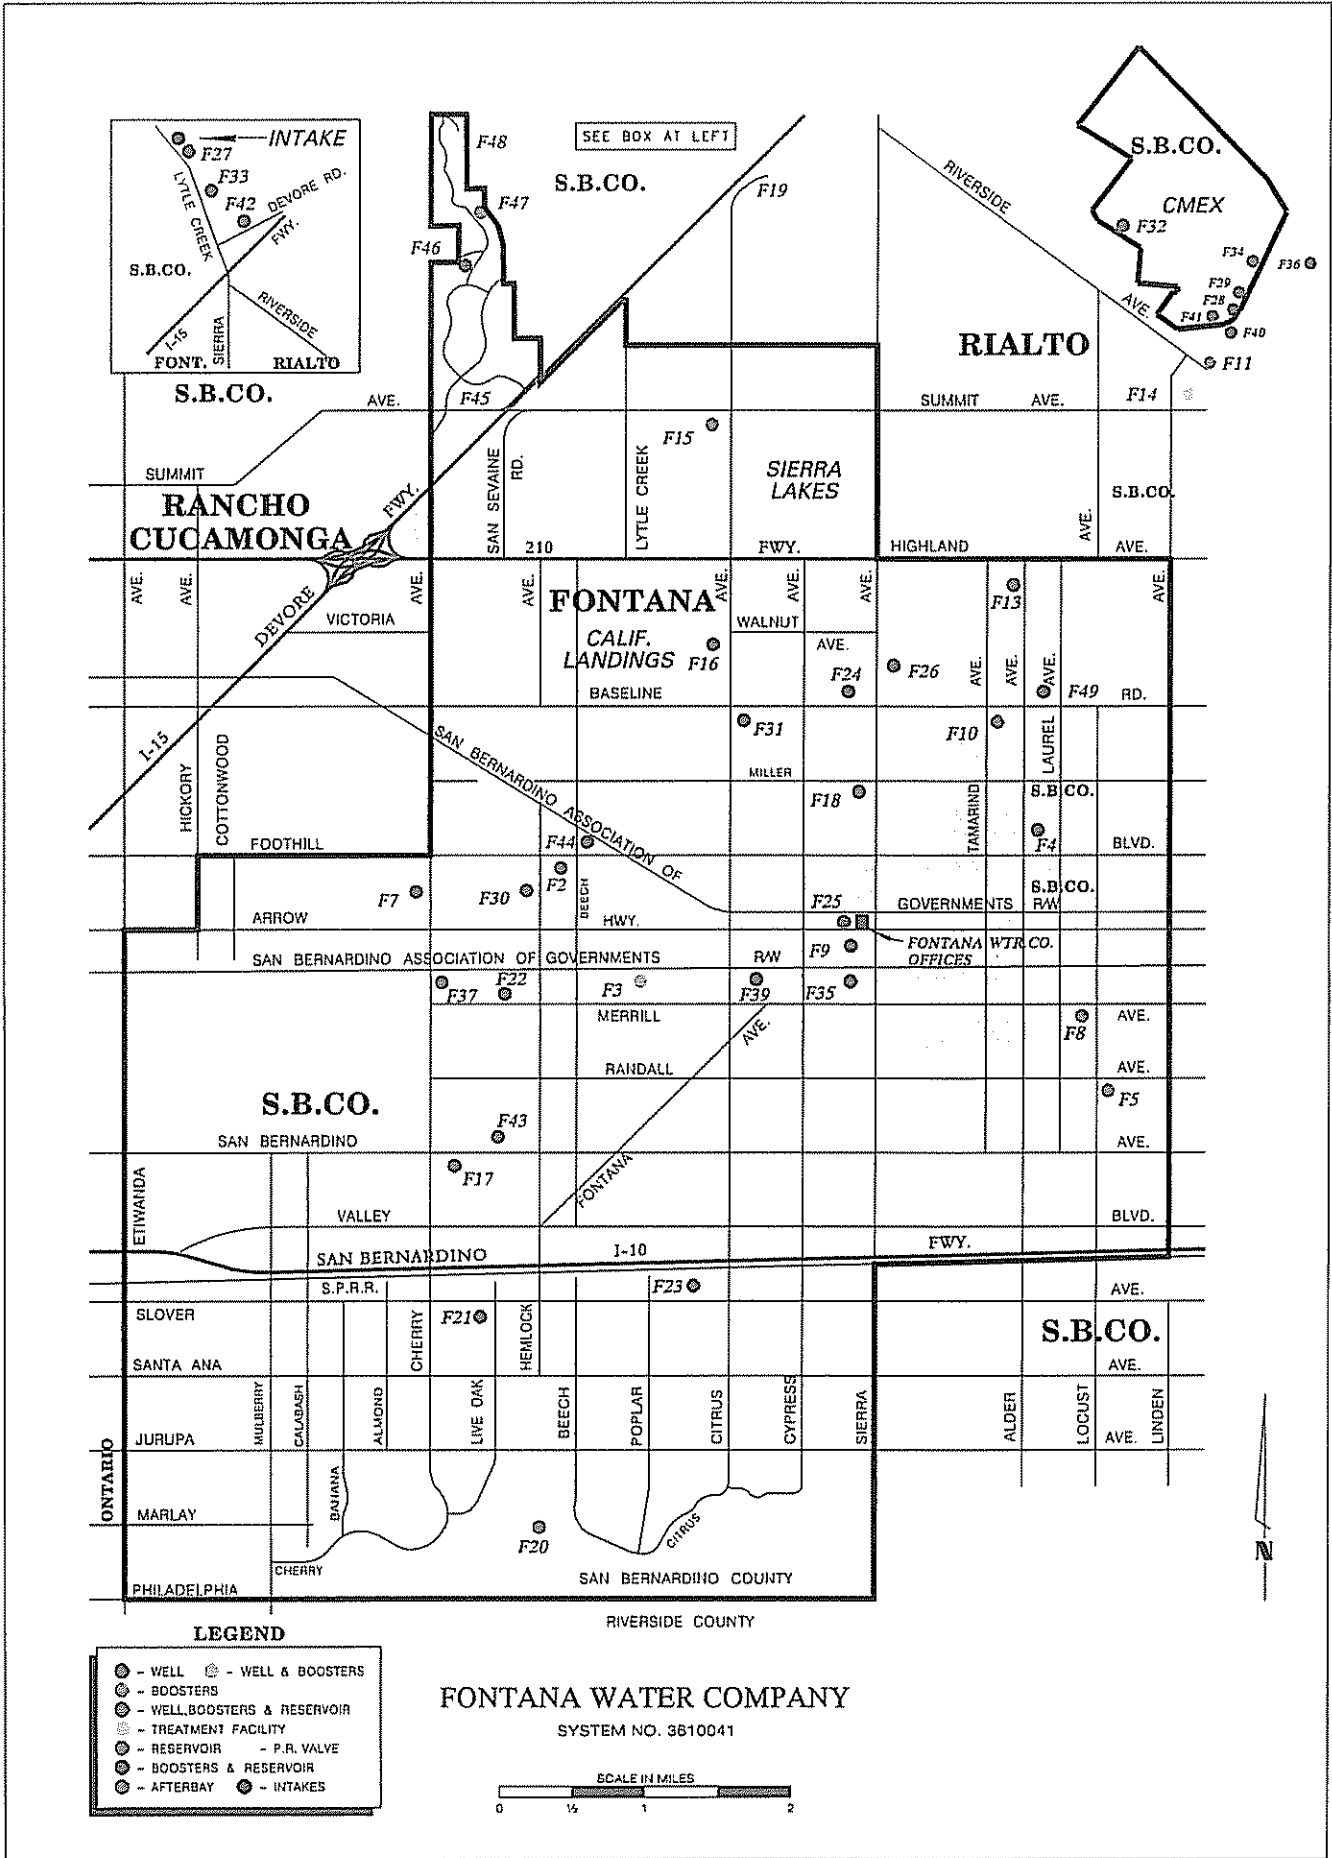 INTAKE
F27
F33
F42
DEVORE RD.
LYTLE CREEK
FWY.
S.B.CO.
RIVERSIDE
I-15
SIERRA
FONT.
RIALTO
S.B.CO.
F48
SEE BOX AT LEFT
S.B.CO.
F47
F46
F19
F45
RIVERSIDE
AVE.
S.B.CO.
CMEX
F32
F34
F36
F29
F28
F41
F40
RIALTO
F11
F14
AVE.
SUMMIT
AVE.
F15
SIERRA
LAKES
LYTLE CREEK
SAN SEVAINE
RD.
SUMMIT
RANCHO
CUCAMONGA
FWY.
S.B.CO.
AVE.
210
FWY.
HIGHLAND
AVE.
AVE.
AVE.
AVE.
AVE.
AVE.
AVE.
AVE.
AVE.
DEVORE
VICTORIA
FONTANA
CALIF.
LANDINGS
F16
WALNUT
AVE.
F13
F24
F26
AVE.
AVE.
AVE.
F49
BASELINE
RD.
I-15
F31
F10
LAUREL
SAN BERNARDINO ASSOCIATION OF
MILLER
HICKORY
COTTONWOOD
F18
TAMARIND
S.B.CO.
F4
FOOTHILL
F44
BLVD.
F2
F7
F30
BEECH
S.B.CO.
F25
GOVERNMENTS
R/W
ARROW
HWY.
FONTANA WTR.CO.
OFFICES
F9
SAN BERNARDINO ASSOCIATION OF GOVERNMENTS
R/W
F37
F22
F3
F39
F35
MERRILL
AVE.
F8
AVE.
RANDALL
AVE.
F5
S.B.CO.
F43
SAN BERNARDINO
AVE.
F17
FONTANA
ETIWANDA
VALLEY
BLVD.
SAN BERNARDINO
I-10
FWY.
S.P.R.R.
F23
AVE.
SLOVER
F21
CHERRY
HEMLOCK
S.B.CO.
SANTA ANA
AVE.
MULBERRY
CALABASH
ALMOND
LIVE OAK
BEECH
POPLAR
CITRUS
CYPRESS
SIERRA
ALDER
LOCUST
LINDEN
JURUPA
AVE.
ONTARIO
BANANA
MARLAY
F20
CITRUS
CHERRY
SAN BERNARDINO COUNTY
PHILADELPHIA
RIVERSIDE COUNTY
N
LEGEND
- WELL - WELL & BOOSTERS
- BOOSTERS
- WELL,BOOSTERS & RESERVOIR
- TREATMENT FACILITY
- RESERVOIR - P.R. VALVE
- BOOSTERS & RESERVOIR
- AFTERBAY - INTAKES
FONTANA WATER COMPANY
SYSTEM NO. 3610041
SCALE IN MILES
0 ½ 1 2